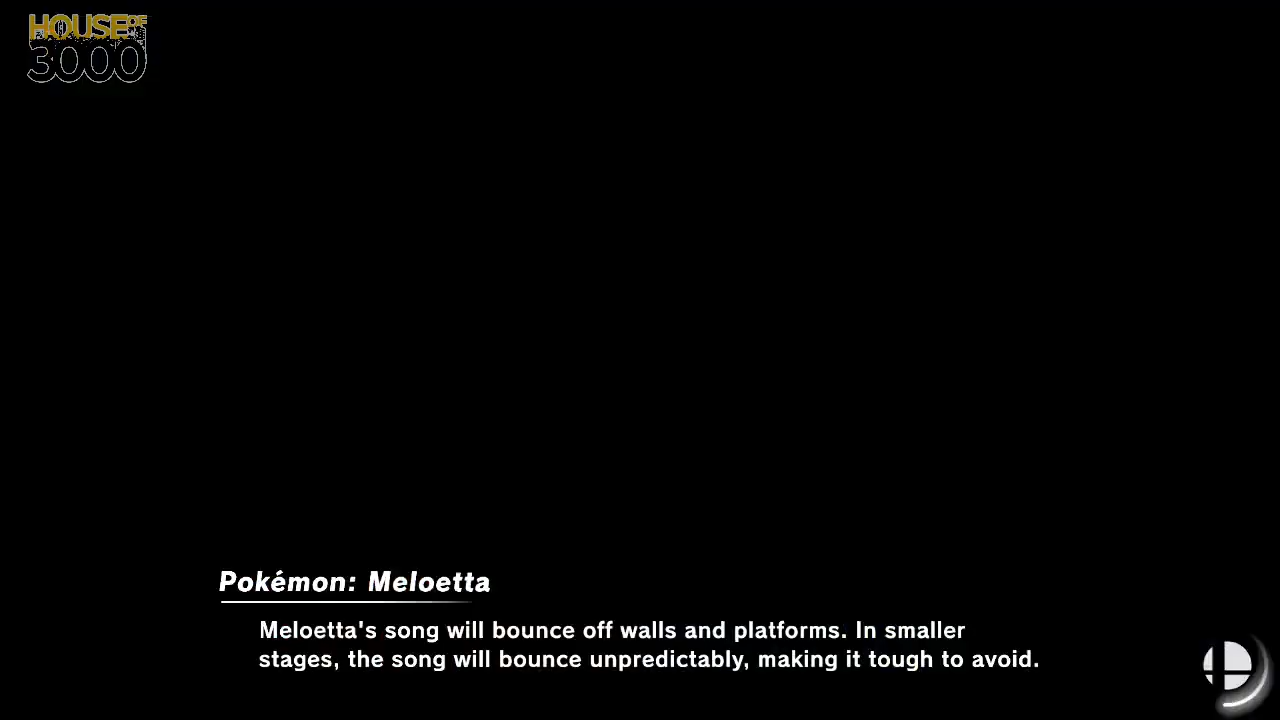 HOUSE OF
3000
Pokémon: Meloetta
Meloetta's song will bounce off walls and platforms. In smaller
stages, the song will bounce unpredictably, making it tough to avoid.